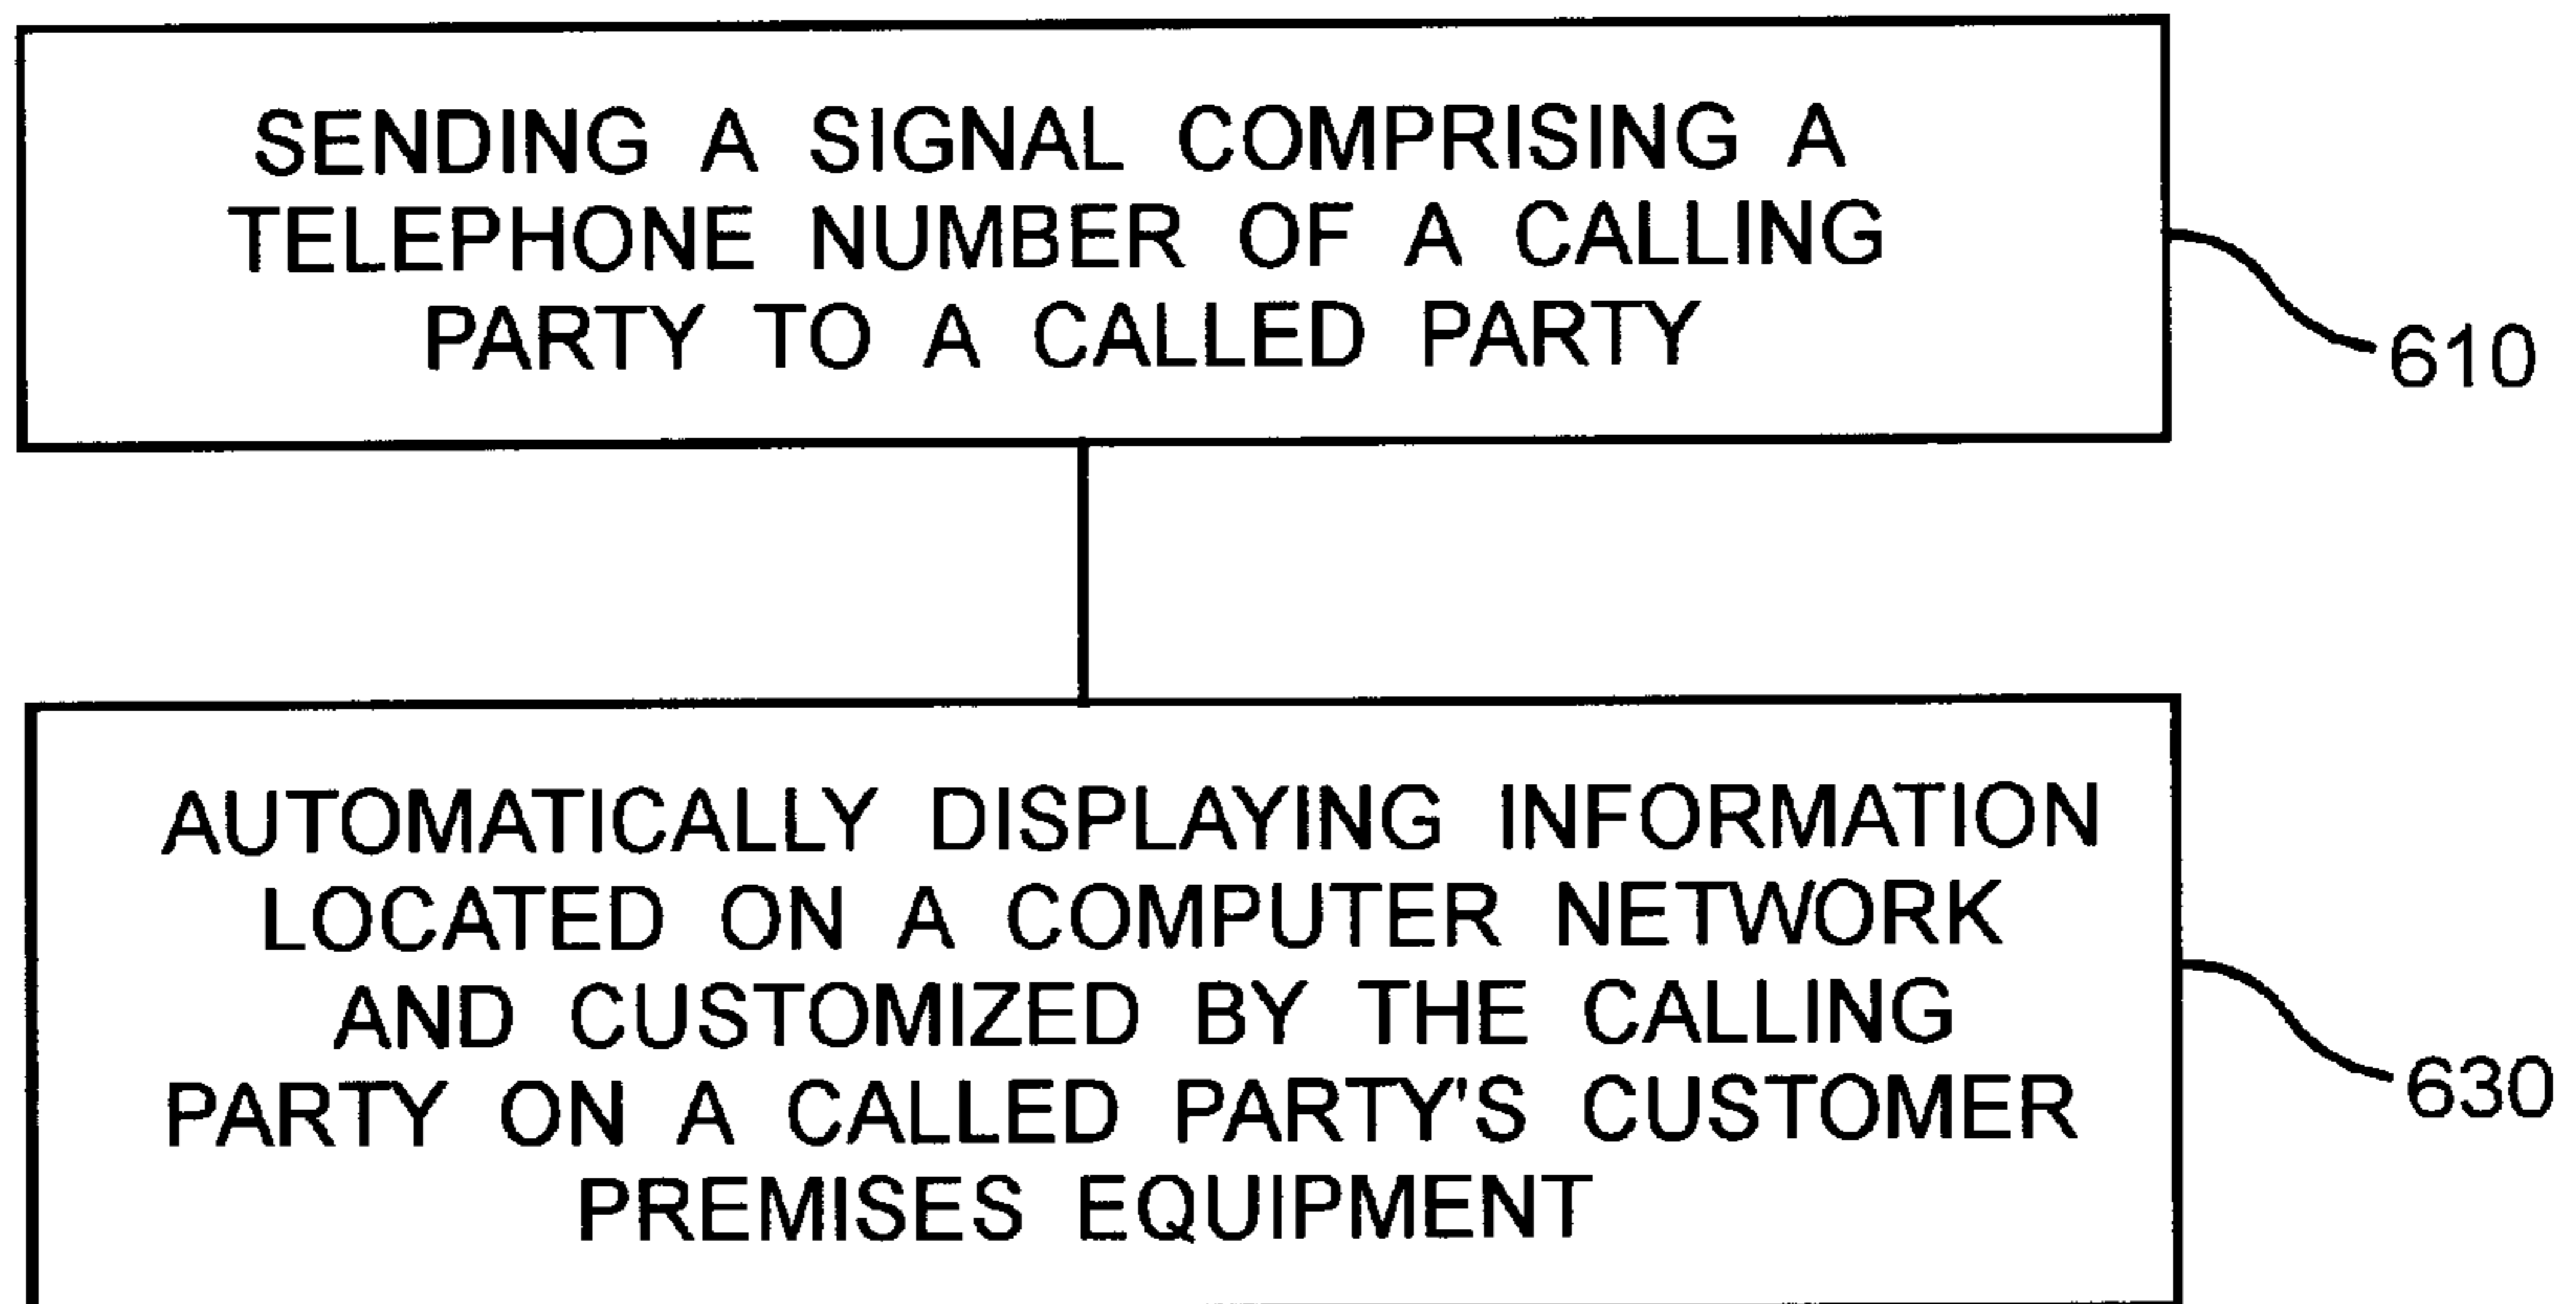 SENDING A SIGNAL COMPRISING A
TELEPHONE NUMBER OF A CALLING
PARTY TO A CALLED PARTY
610
AUTOMATICALLY DISPLAYING INFORMATION
LOCATED ON A COMPUTER NETWORK
AND CUSTOMIZED BY THE CALLING
PARTY ON A CALLED PARTY'S CUSTOMER
PREMISES EQUIPMENT
630